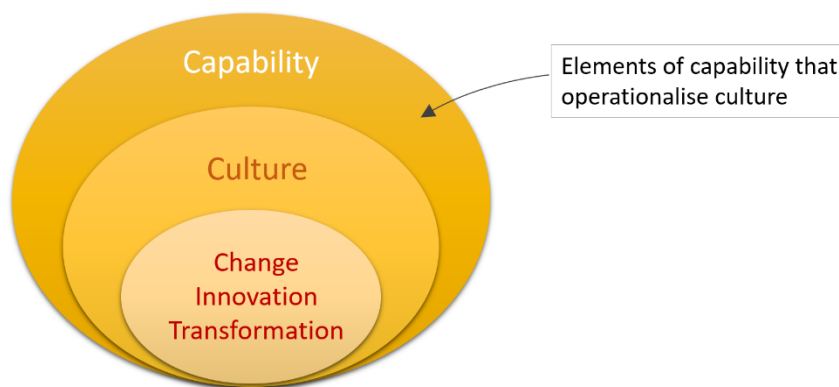 Capability
Elements of capability that
operationalise culture
Culture
Change
Innovation
Transformation